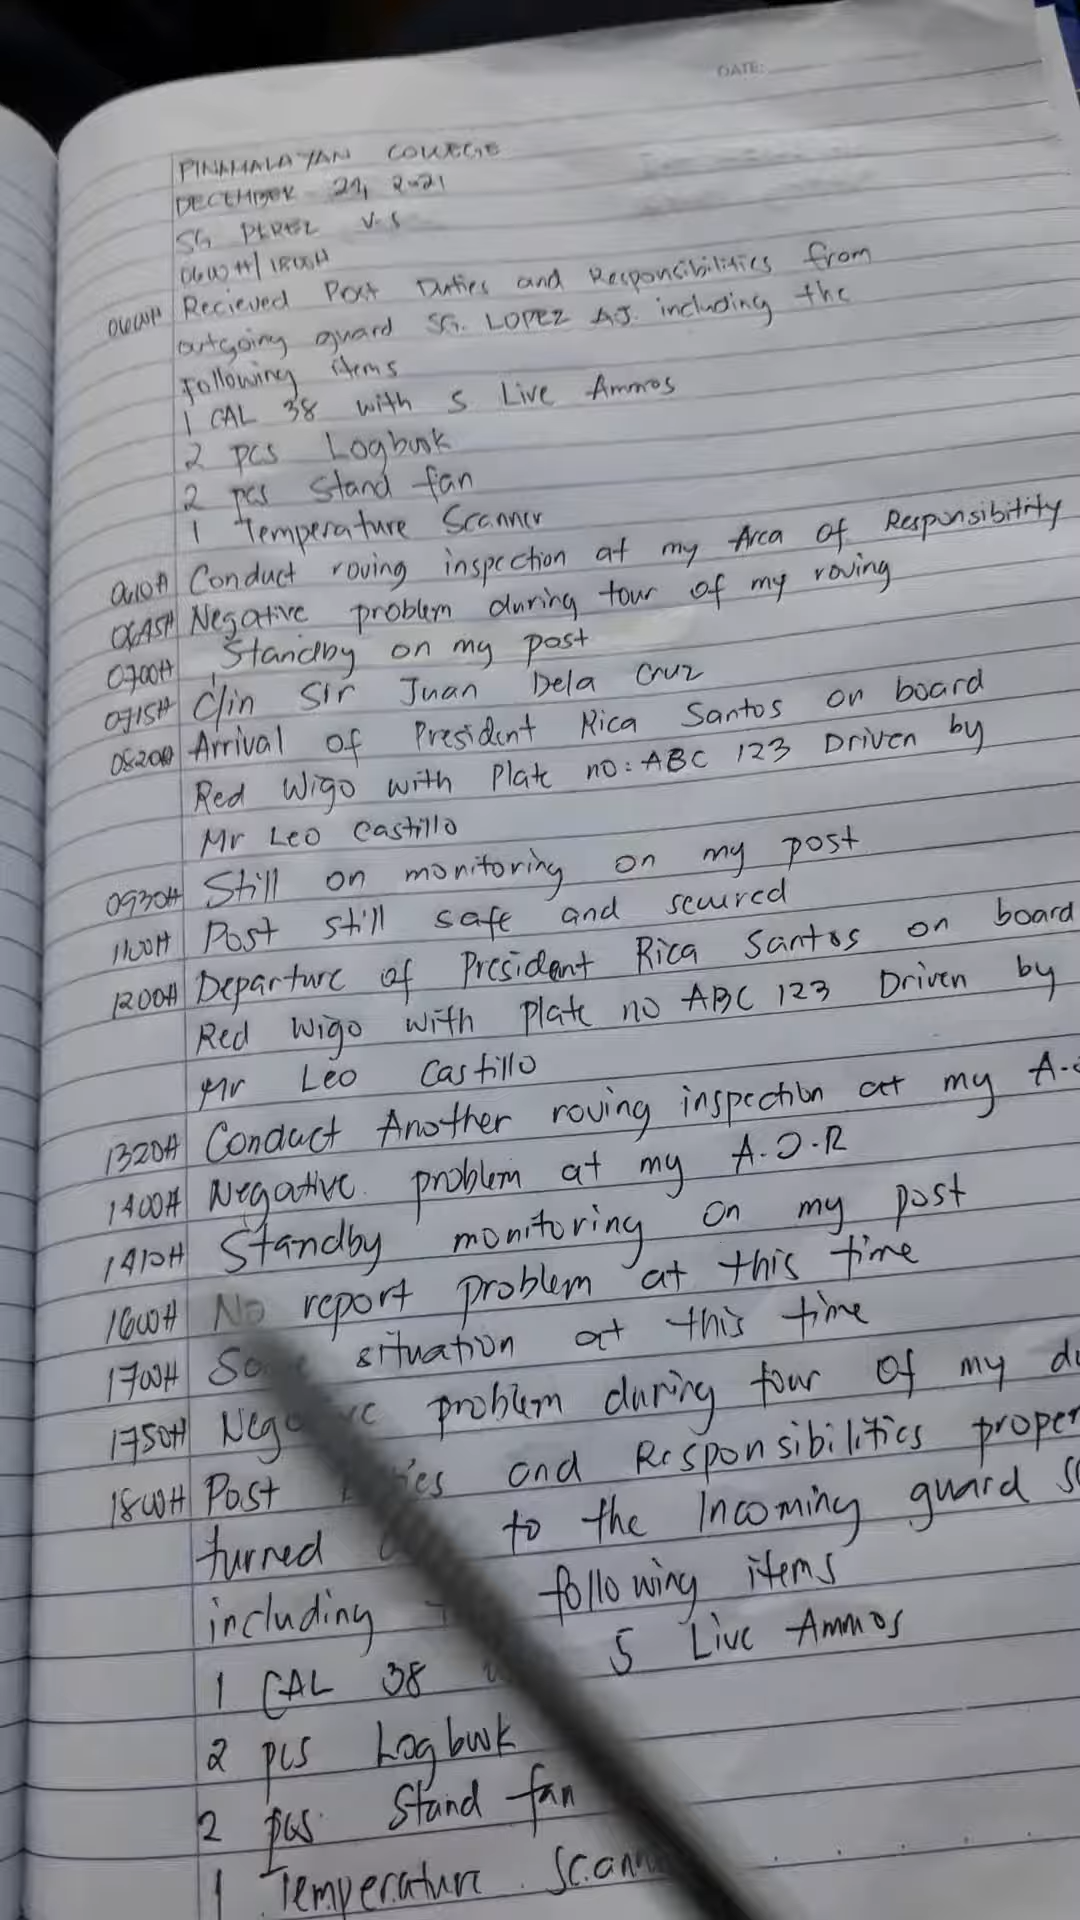 DATE:
PINAMALAYAN COLLEGE
DECEMBER 29, 2021
SG PEREZ V.S
0600H/1800H
0600H Recieved Post Duties and Responsibilities from
outgoing guard SG. LOPEZ A.J. including the
following items
1 CAL 38 with 5 Live Ammos
2 pcs Logbook
2 pcs Stand fan
1 Temperature Scanner
0610H Conduct roving inspection at my Area of Responsibility
0645H Negative problem during tour of my roving
0700H Standby on my post
0715H C/in Sir Juan Dela Cruz
0820H Arrival of President Rica Santos on board
Red Wigo with Plate no: ABC 123 Driven by
Mr Leo Castillo
0930H Still on monitoring on my post
1100H Post still safe and secured
1200H Departure of President Rica Santos on board
Red Wigo with Plate no ABC 123 Driven by
Mr Leo Castillo
1320H Conduct Another roving inspection at my
1400H Negative problem at my A.O.R
1410H Standby monitoring on my post
1600H No report problem at this time
1700H situation at this time
1750H problem during tour of my
1800H Post and Responsibilities
turned to the Incoming guard
including following items
1 CAL 38 5 Live Ammos
2 pcs Logbook
2 pcs Stand fan
1 Temperature